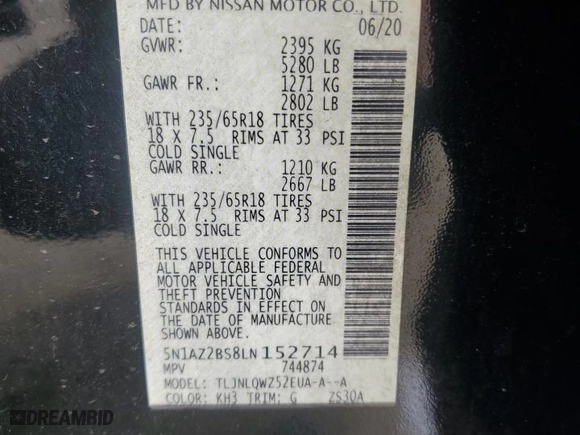 MFD BY NISSAN MOTOR CO., LTD.
DATE: 06/20
GVWR: 2395 KG
5280 LB
GAWR FR.: 1271 KG
2802 LB
WITH 235/65R18 TIRES
18 X 7.5 RIMS AT 33 PSI
COLD SINGLE
GAWR RR.: 1210 KG
2667 LB
WITH 235/65R18 TIRES
18 X 7.5 RIMS AT 33 PSI
COLD SINGLE
THIS VEHICLE CONFORMS TO
ALL APPLICABLE FEDERAL
MOTOR VEHICLE SAFETY AND
THEFT PREVENTION
STANDARDS IN EFFECT ON
THE DATE OF MANUFACTURE
SHOWN ABOVE.
5N1AZ2BS8LN152714
MPV 744874
MODEL: TLJNLQWZ52EUA-A--A
COLOR: KH3 TRIM: G ZS30A
DREAMBID